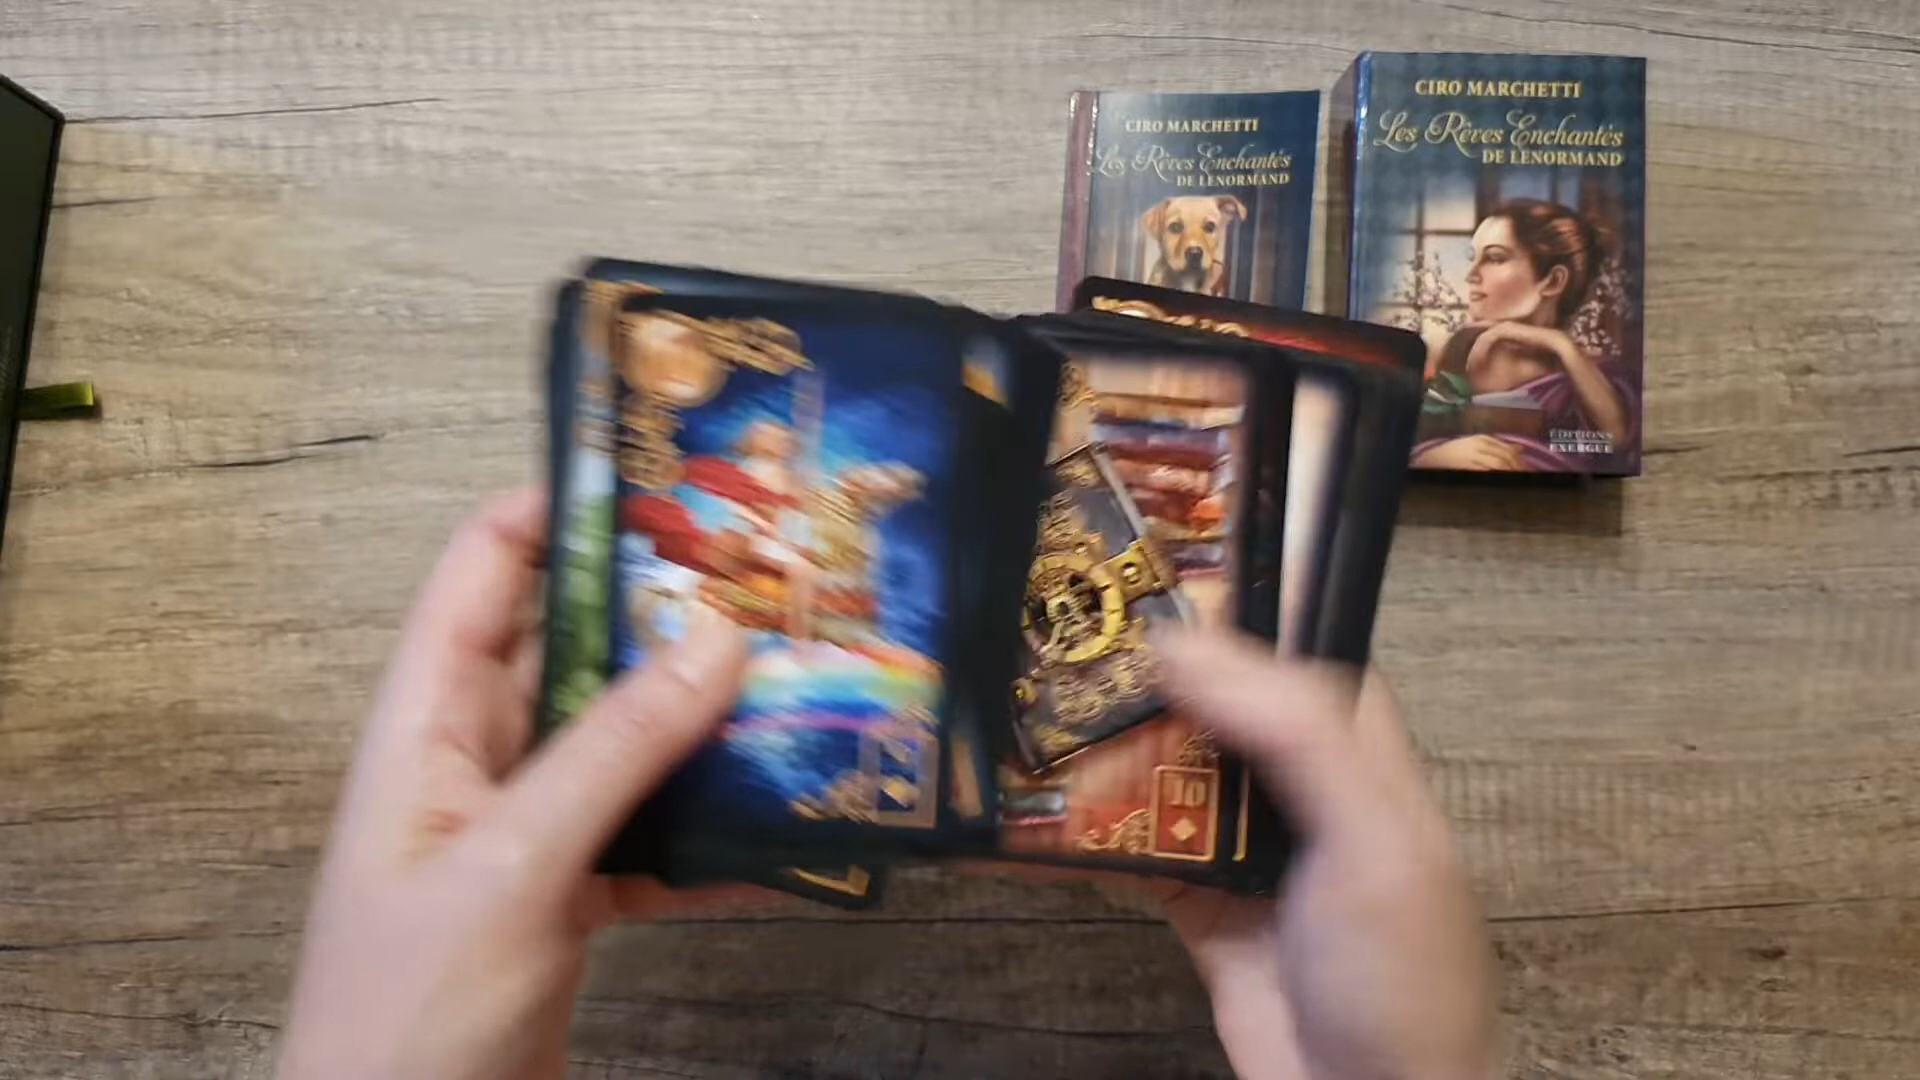 CIRO MARCHETTI
Les Rêves Enchantés
DE LENORMAND
CIRO MARCHETTI
Les Rêves Enchantés
DE LENORMAND
ÉDITIONS
EXERGUE
10